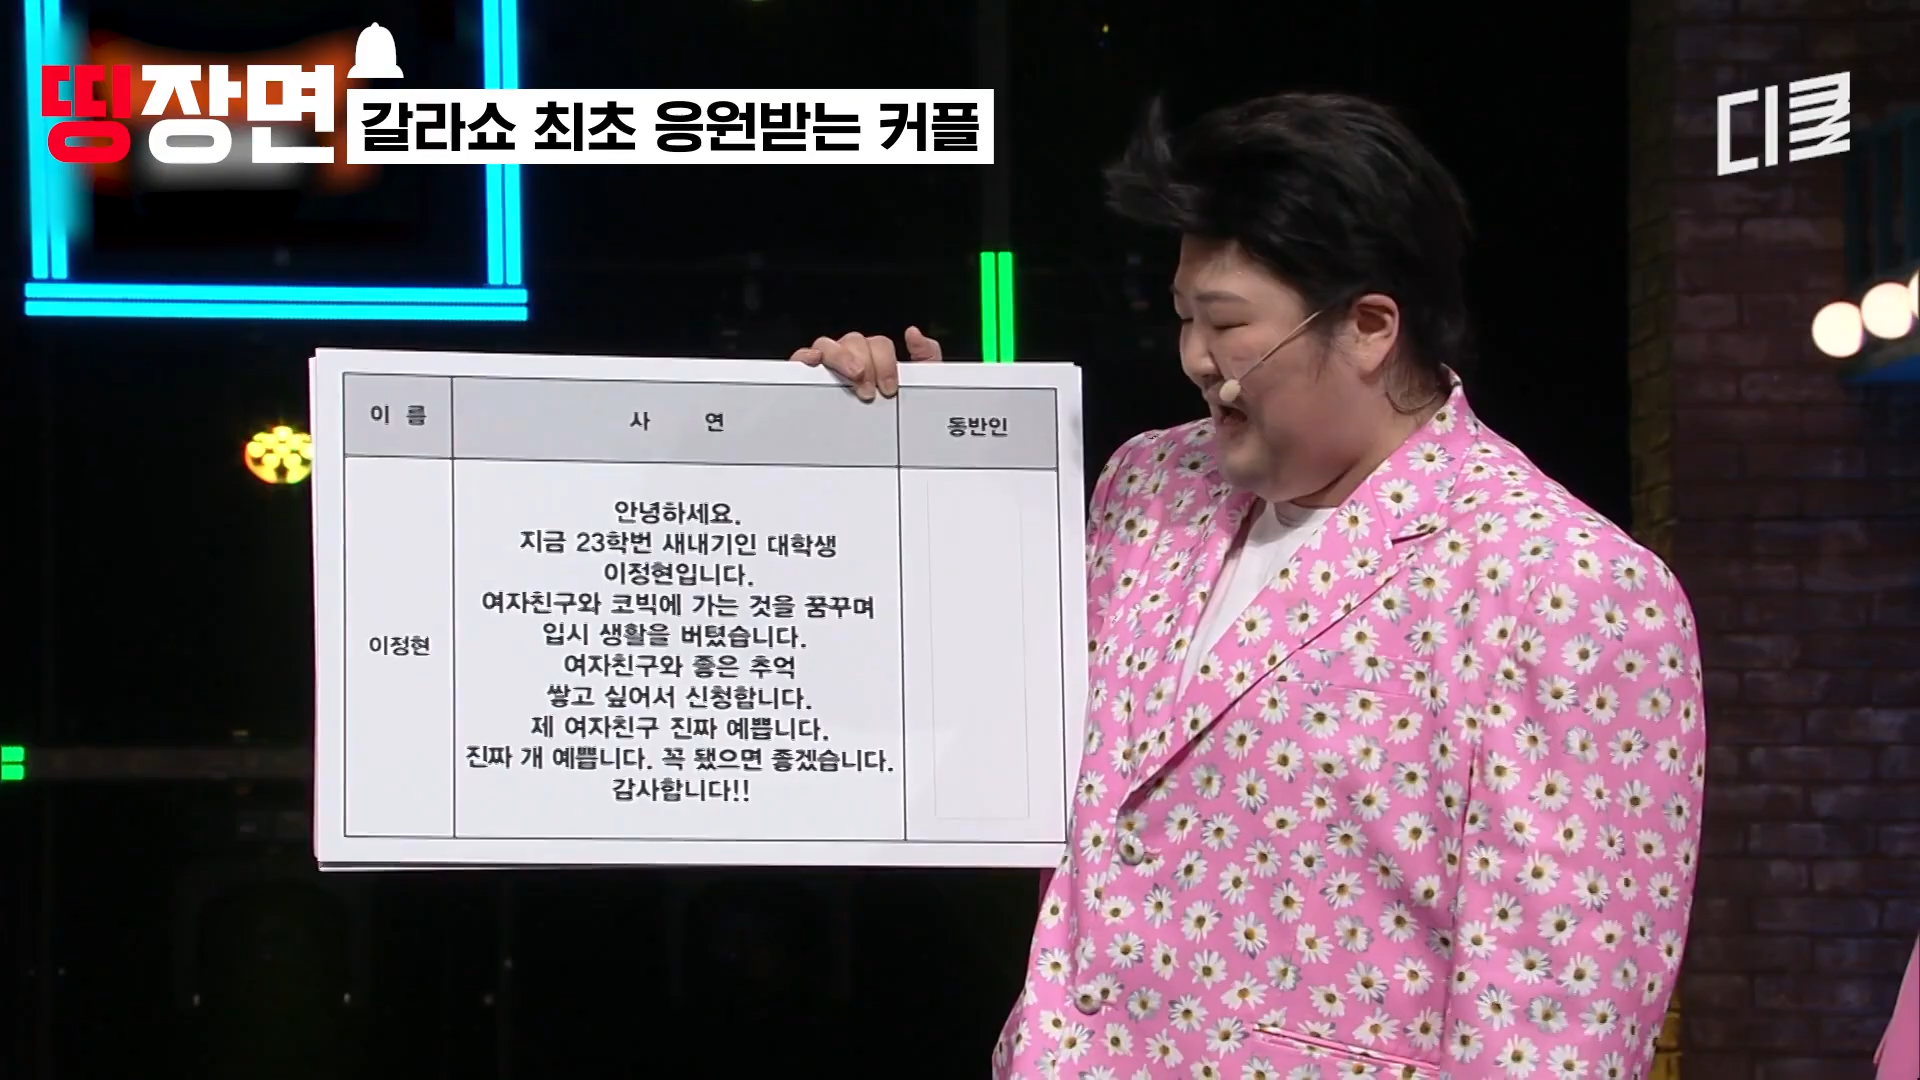 띵장면
갈라쇼 최초 응원받는 커플
디클
이 름
사 연
동반인
이정현
안녕하세요.
지금 23학번 새내기인 대학생
이정현입니다.
여자친구와 코빅에 가는 것을 꿈꾸며
입시 생활을 버텼습니다.
여자친구와 좋은 추억
쌓고 싶어서 신청합니다.
제 여자친구 진짜 예쁩니다.
진짜 개 예쁩니다. 꼭 됐으면 좋겠습니다.
감사합니다!!